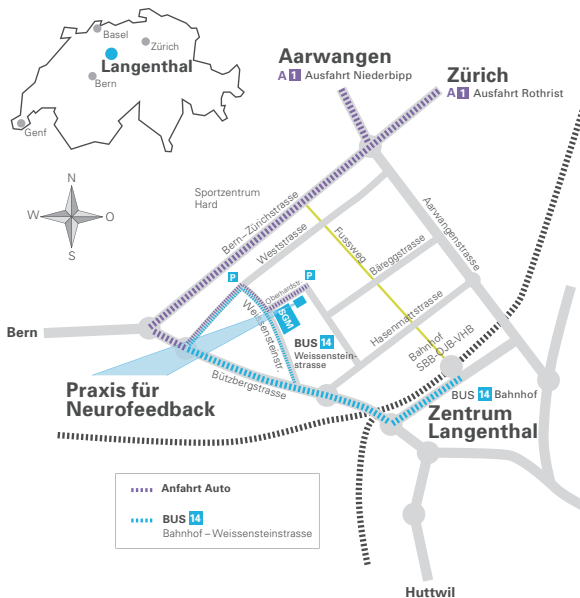 Basel
Zürich
Langenthal
Bern
Genf
Aarwangen
A 1 Ausfahrt Niederbipp
Zürich
A 1 Ausfahrt Rothrist
N
W O
S
Sportzentrum
Hard
Bern–Zürichstrasse
Weststrasse
Fussweg
Aarwangenstrasse
Bäreggstrasse
P
P
Oberhardstr.
SGM
Weissensteinstr.
Hasenmattstrasse
BUS 14
Weissenstein-
strasse
Bern
Bahnhof
SBB-OJB-VHB
Bützbergstrasse
Praxis für
Neurofeedback
BUS 14 Bahnhof
Zentrum
Langenthal
Anfahrt Auto
BUS 14
Bahnhof – Weissensteinstrasse
Huttwil